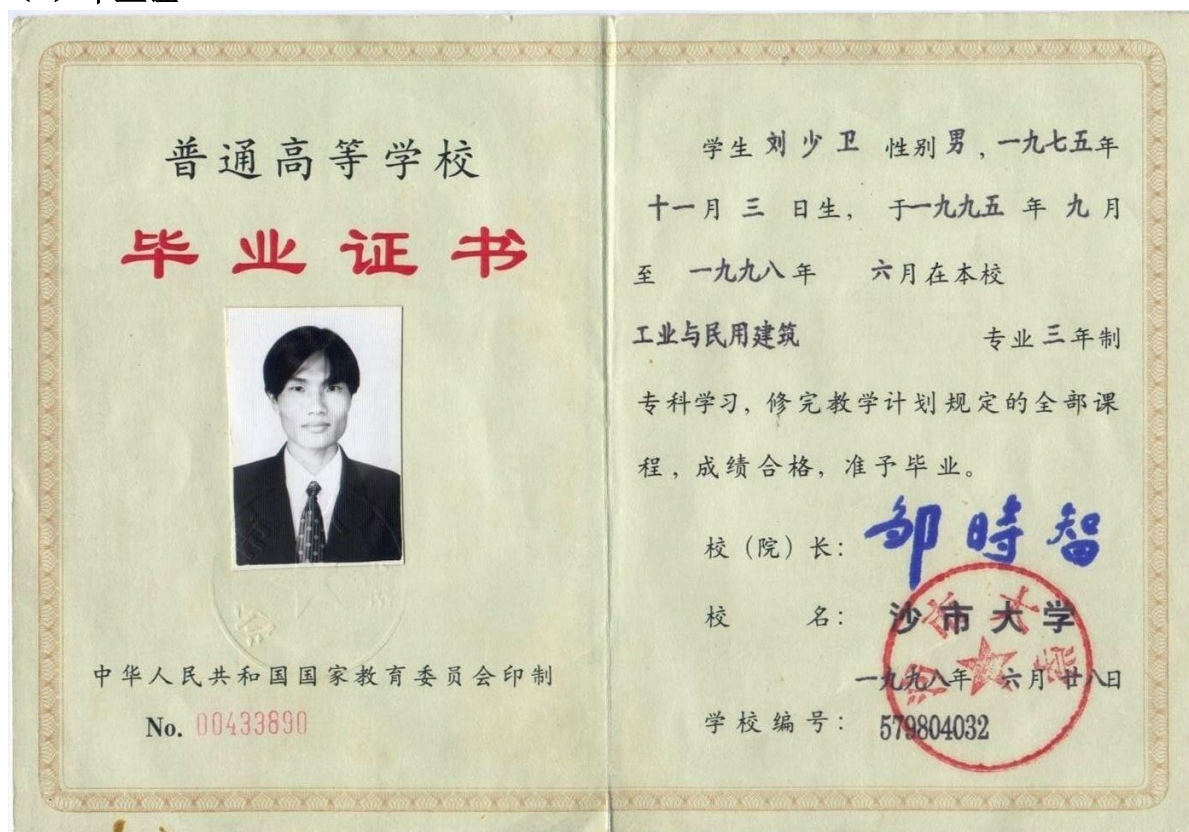 普通高等学校
毕业证书
中华人民共和国国家教育委员会印制
No. 00433890
学生 刘少卫 性别 男，一九七五年
十一月 三 日生， 于一九九五 年 九 月
至 一九九八 年 六月在本校
工业与民用建筑 专业 三 年制
专科学习，修完教学计划规定的全部课
程，成绩合格，准予毕业。
校（院）长： 邹時智
校 名： 沙市大学
一九九八年 六月 廿八日
学校编号： 579804032